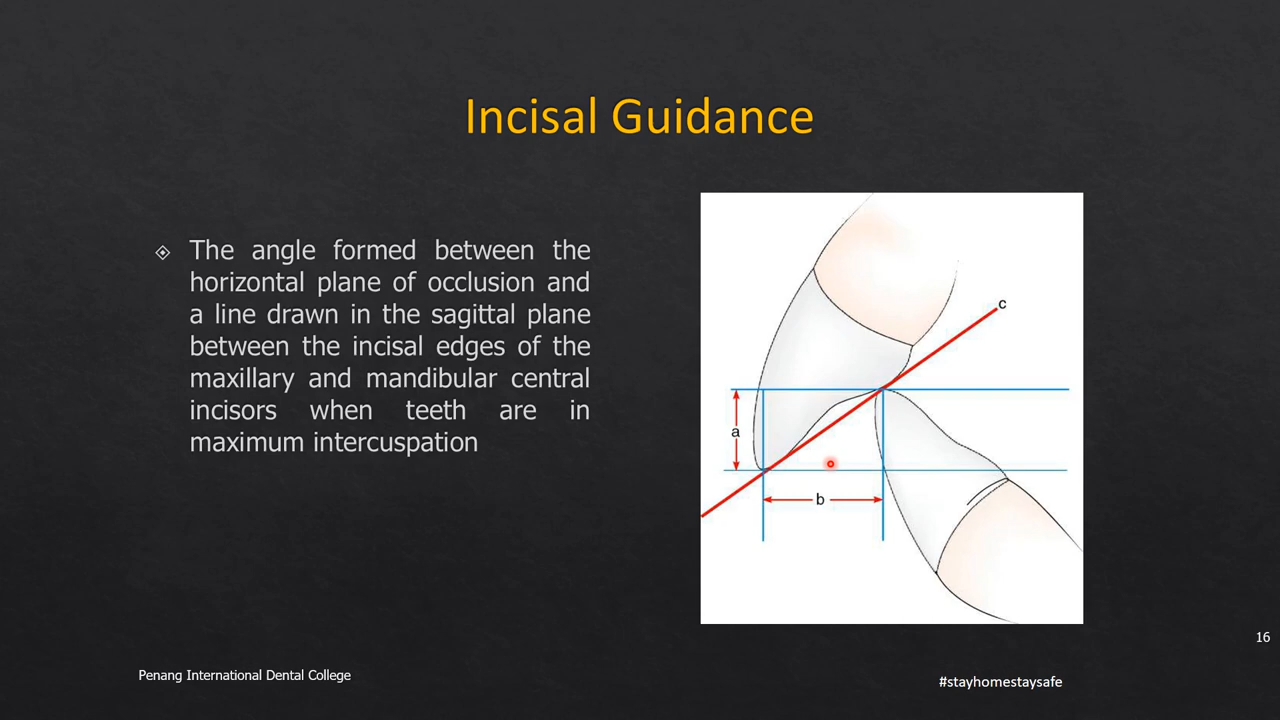 Incisal Guidance
The angle formed between the
horizontal plane of occlusion and
a line drawn in the sagittal plane
between the incisal edges of the
maxillary and mandibular central
incisors when teeth are in
maximum intercuspation
c
a
b
16
Penang International Dental College
#stayhomestaysafe